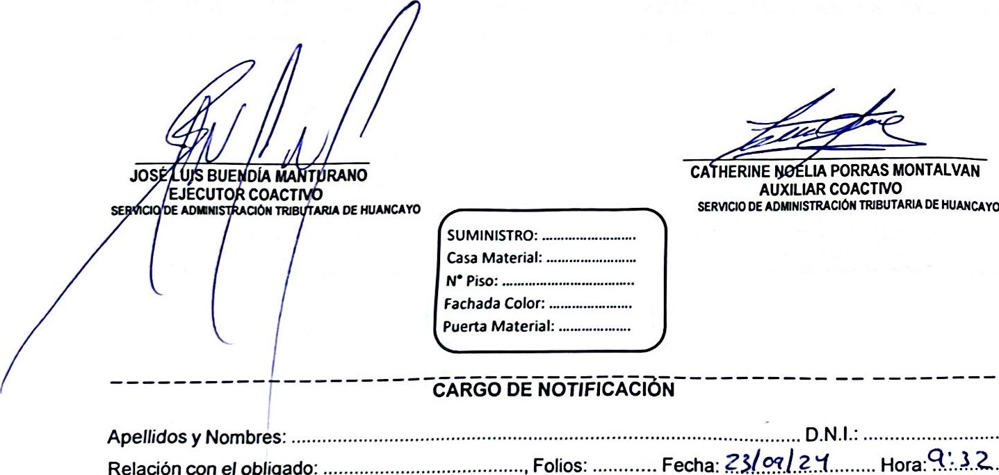 JOSÉ LUIS BUENDÍA MANTURANO
EJECUTOR COACTIVO
SERVICIO DE ADMINISTRACIÓN TRIBUTARIA DE HUANCAYO
CATHERINE NOELIA PORRAS MONTALVAN
AUXILIAR COACTIVO
SERVICIO DE ADMINISTRACIÓN TRIBUTARIA DE HUANCAYO
SUMINISTRO: .........................
Casa Material: ........................
N° Piso: ...................................
Fachada Color: ......................
Puerta Material: ...................
CARGO DE NOTIFICACIÓN
Apellidos y Nombres: .................................................................................................. D.N.I.: ..........................
Relación con el obligado: ......................................, Folios: ............ Fecha: 23/09/24 ......... Hora: 9:32.